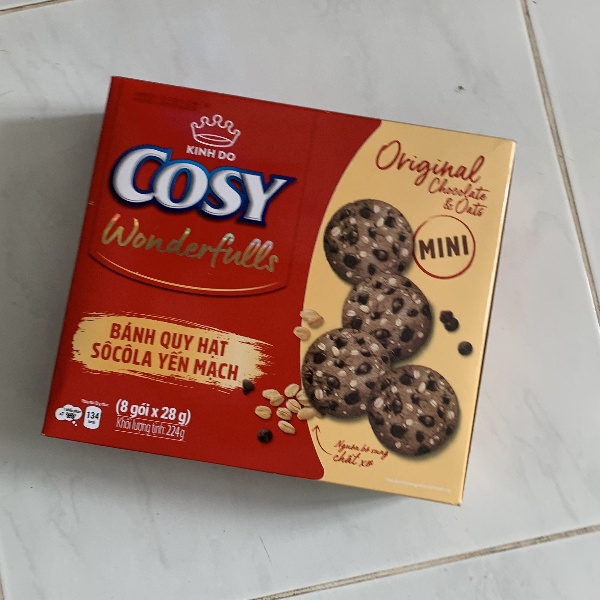 KINH DO
COSY
Wonderfulls
Original
Chocolate
& Oats
MINI
BÁNH QUY HẠT
SÔCÔLA YẾN MẠCH
134
(8 gói x 28 g)
Khối lượng tịnh: 224g
Nguồn bổ sung
chất xơ